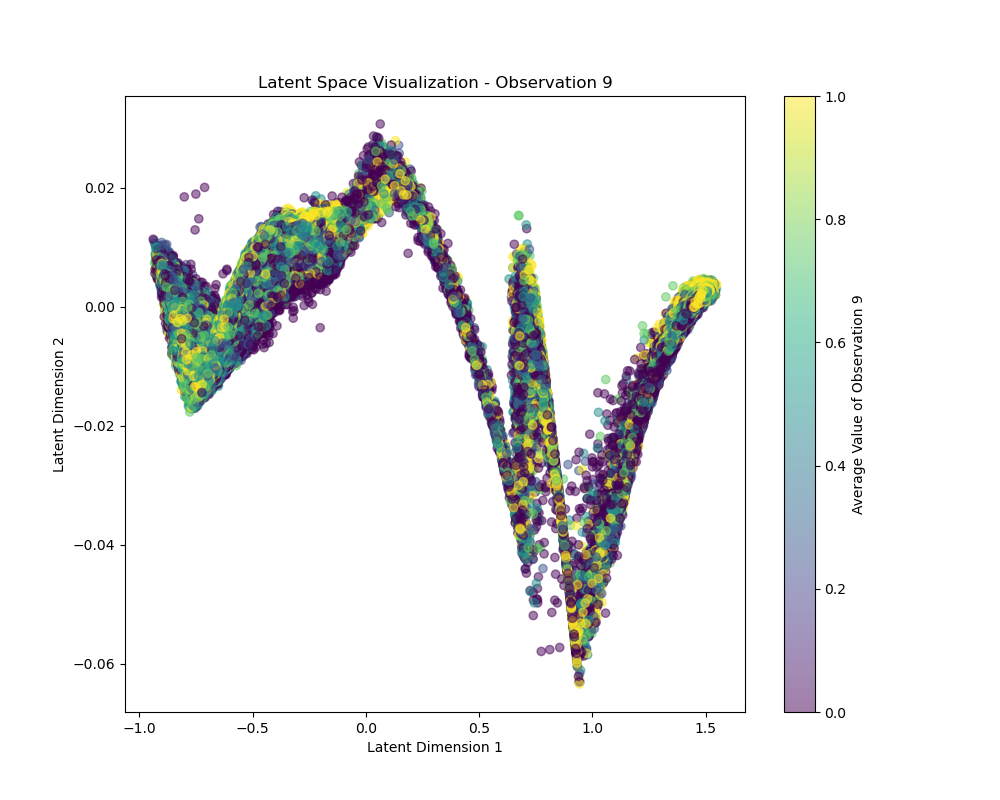 Latent Space Visualization - Observation 9
Latent Dimension 2
0.02
0.00
−0.02
−0.04
−0.06
−1.0 −0.5 0.0 0.5 1.0 1.5
Latent Dimension 1
1.0
0.8
0.6
0.4
0.2
0.0
Average Value of Observation 9